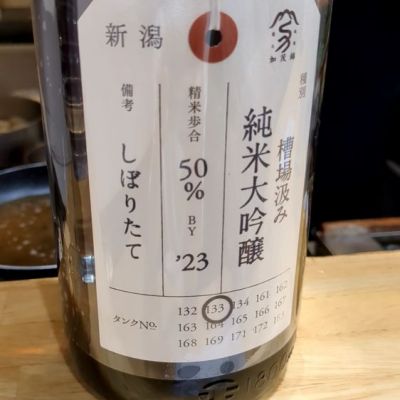 新潟
加茂錦
種別
槽場汲み
純米大吟醸
精米歩合
50%
BY
'23
備考
しぼりたて
タンクNo.
132 133 134 161 162
163 164 165 166 167
168 169 171 172 173